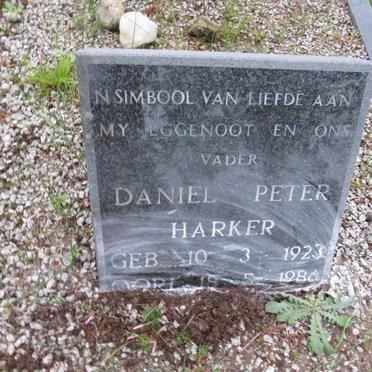 'N SIMBOOL VAN LIEFDE AAN
MY EGGENOOT EN ONS
VADER
DANIEL PETER
HARKER
GEB 10 - 3 - 1923
5 - 1986